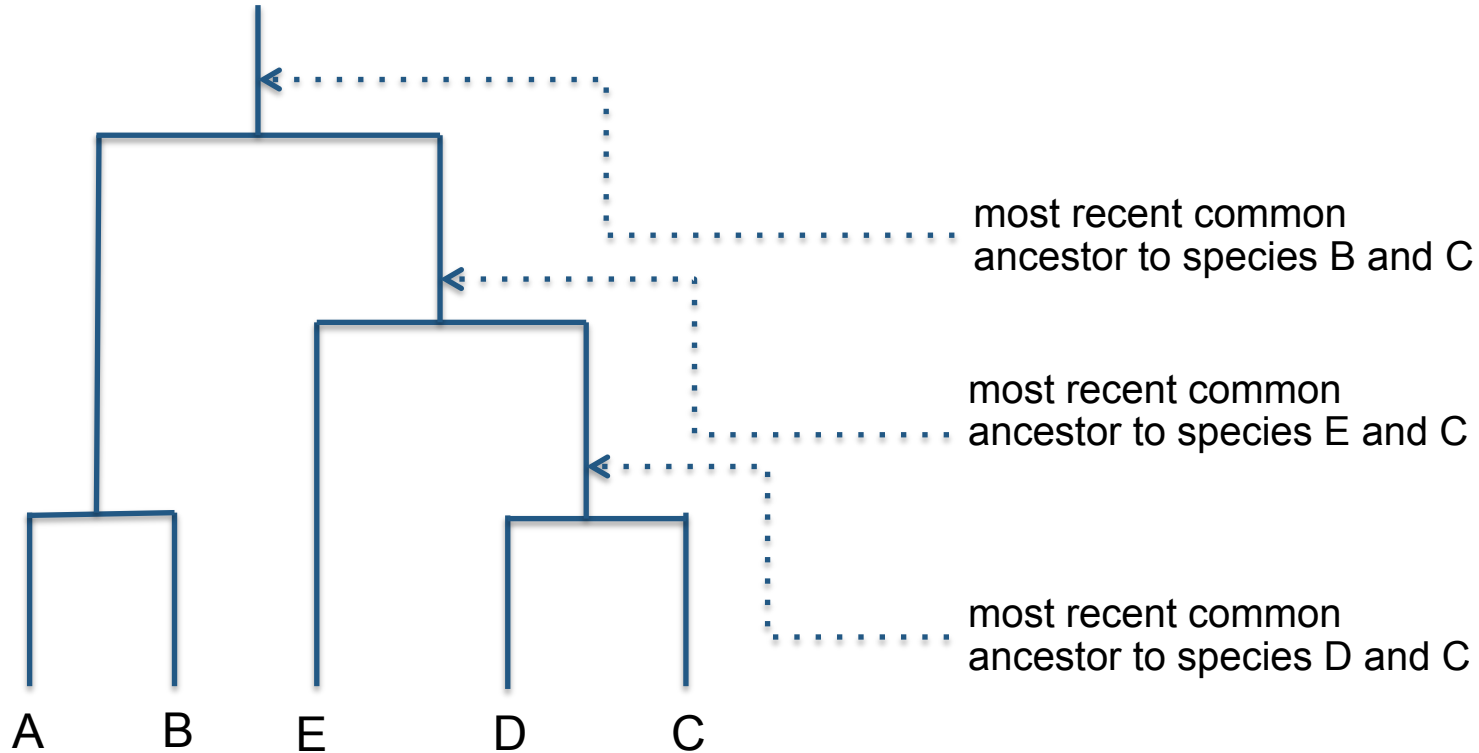 most recent common
ancestor to species B and C
most recent common
ancestor to species E and C
most recent common
ancestor to species D and C
A B E D C